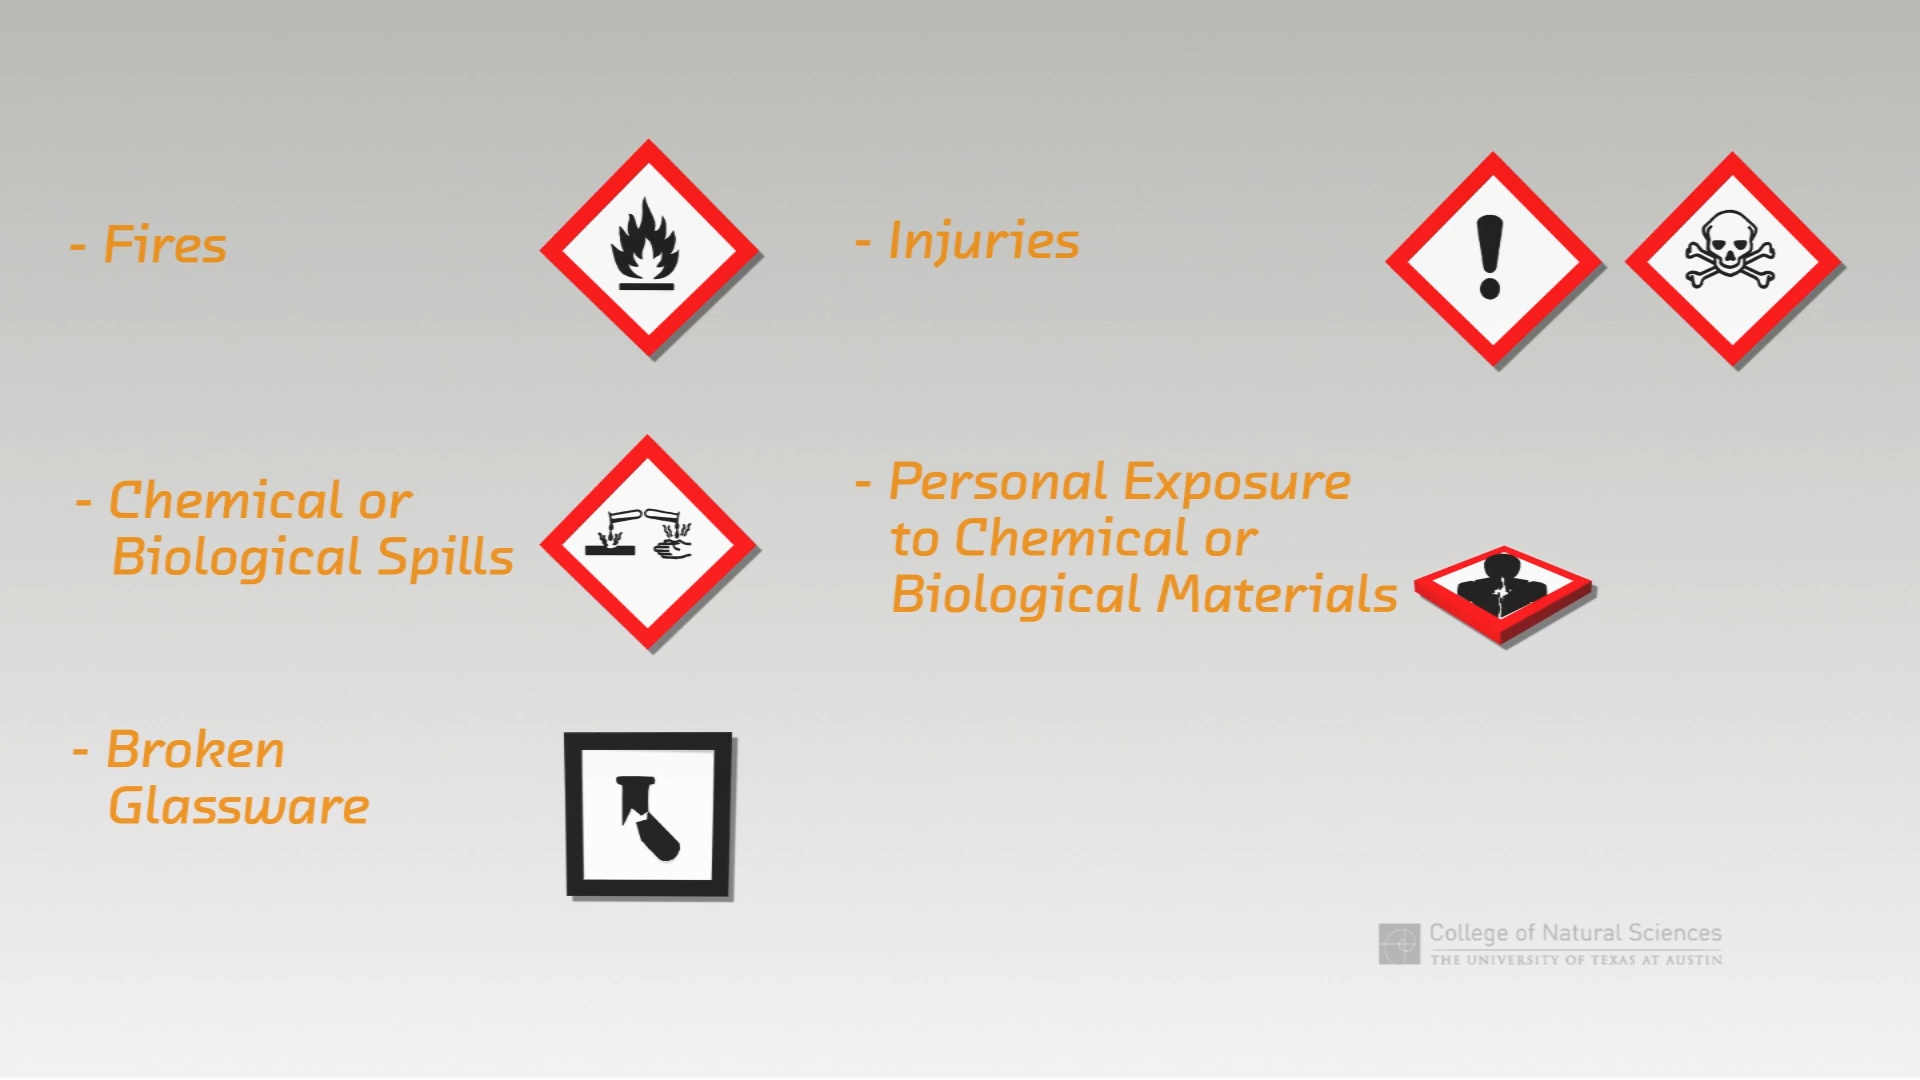 - Fires
- Chemical or
Biological Spills
- Broken
Glassware
- Injuries
- Personal Exposure
to Chemical or
Biological Materials
College of Natural Sciences
THE UNIVERSITY OF TEXAS AT AUSTIN